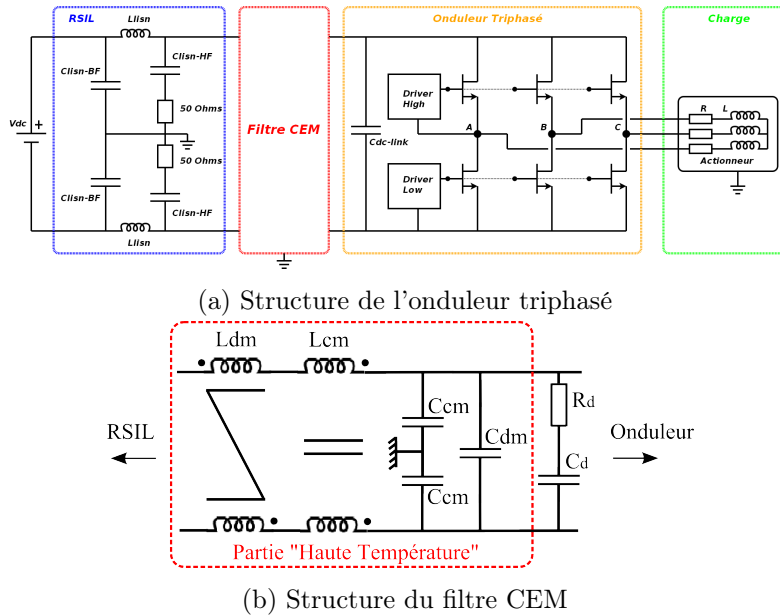 RSIL
Onduleur Triphasé
Charge
Llisn
Clisn-HF
Clisn-BF
50 Ohms
Vdc
+
Filtre CEM
Cdc-link
Driver
High
A
B
C
R
L
Actionneur
50 Ohms
Driver
Low
Clisn-BF
Clisn-HF
Llisn
(a) Structure de l'onduleur triphasé
Ldm
Lcm
Ccm
Cdm
Rd
RSIL
Onduleur
Cd
Ccm
Partie "Haute Température"
(b) Structure du filtre CEM